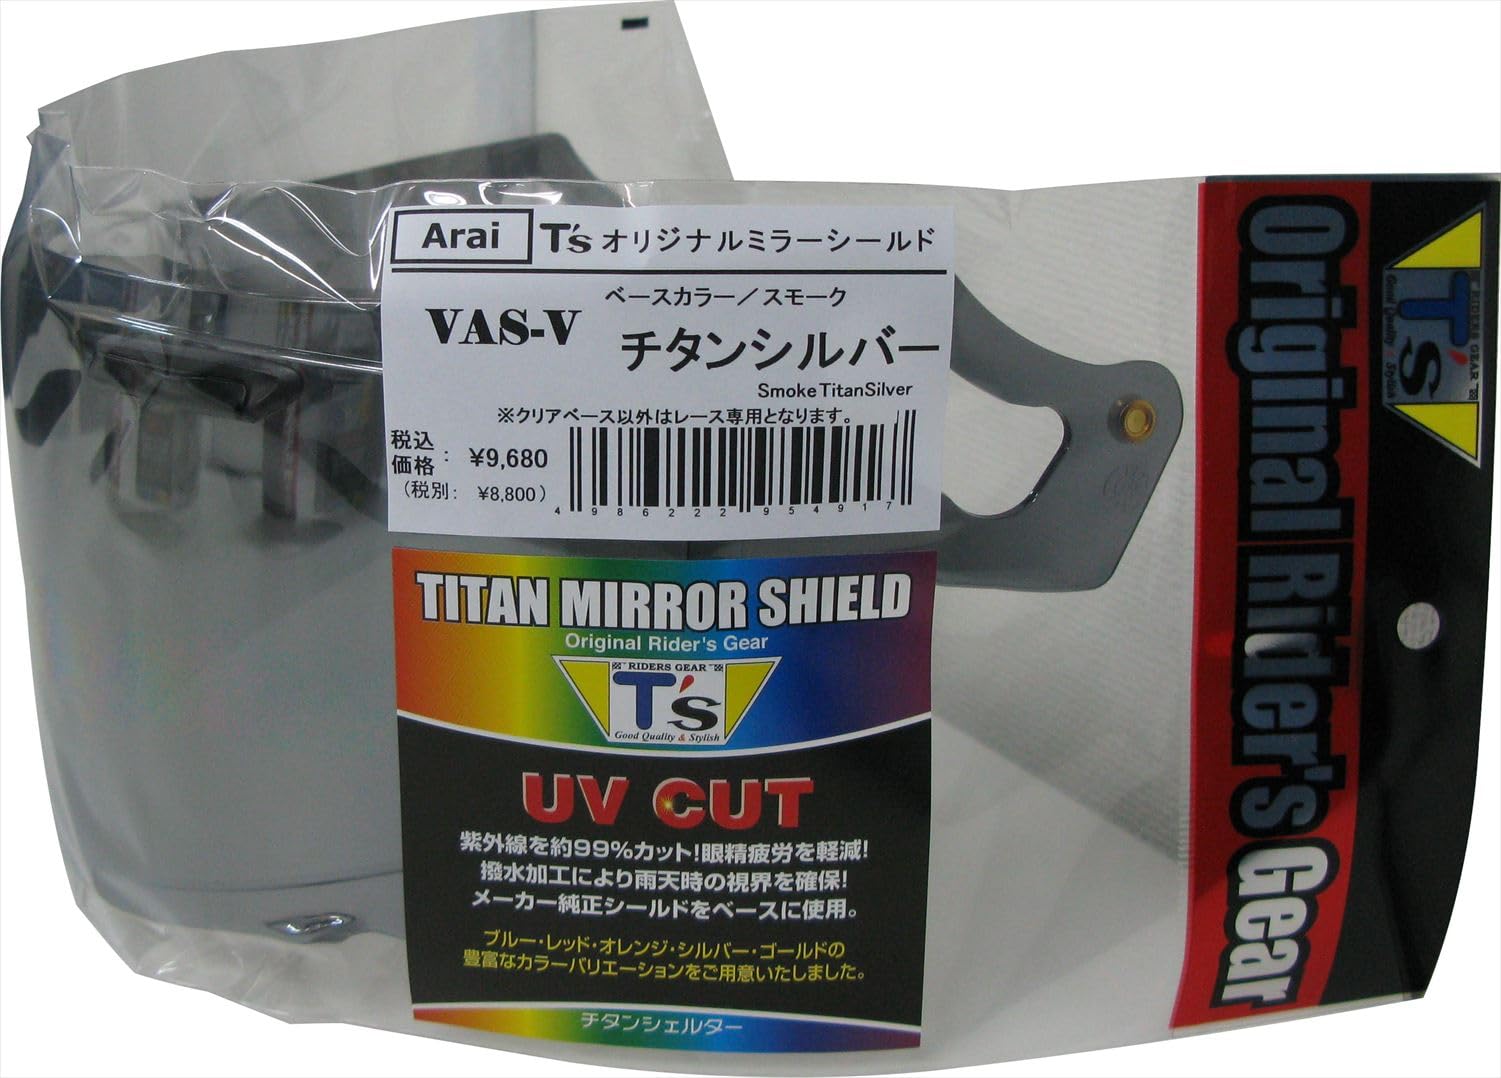 Arai
T's オリジナルミラーシールド
ベースカラー／スモーク
VAS-V
チタンシルバー
Smoke TitanSilver
※クリアベース以外はレース専用となります。
税込価格: ¥9,680
（税別: ¥8,800）
4 986222 954917
TITAN MIRROR SHIELD
Original Rider's Gear
RIDERS GEAR
T's
Good Quality & Stylish
UV CUT
紫外線を約99%カット!眼精疲労を軽減!
撥水加工により雨天時の視界を確保!
メーカー純正シールドをベースに使用。
ブルー・レッド・オレンジ・シルバー・ゴールドの
豊富なカラーバリエーションをご用意いたしました。
チタンシェルター
Original Rider's Gear
RIDERS GEAR
T's
Good Quality & Stylish